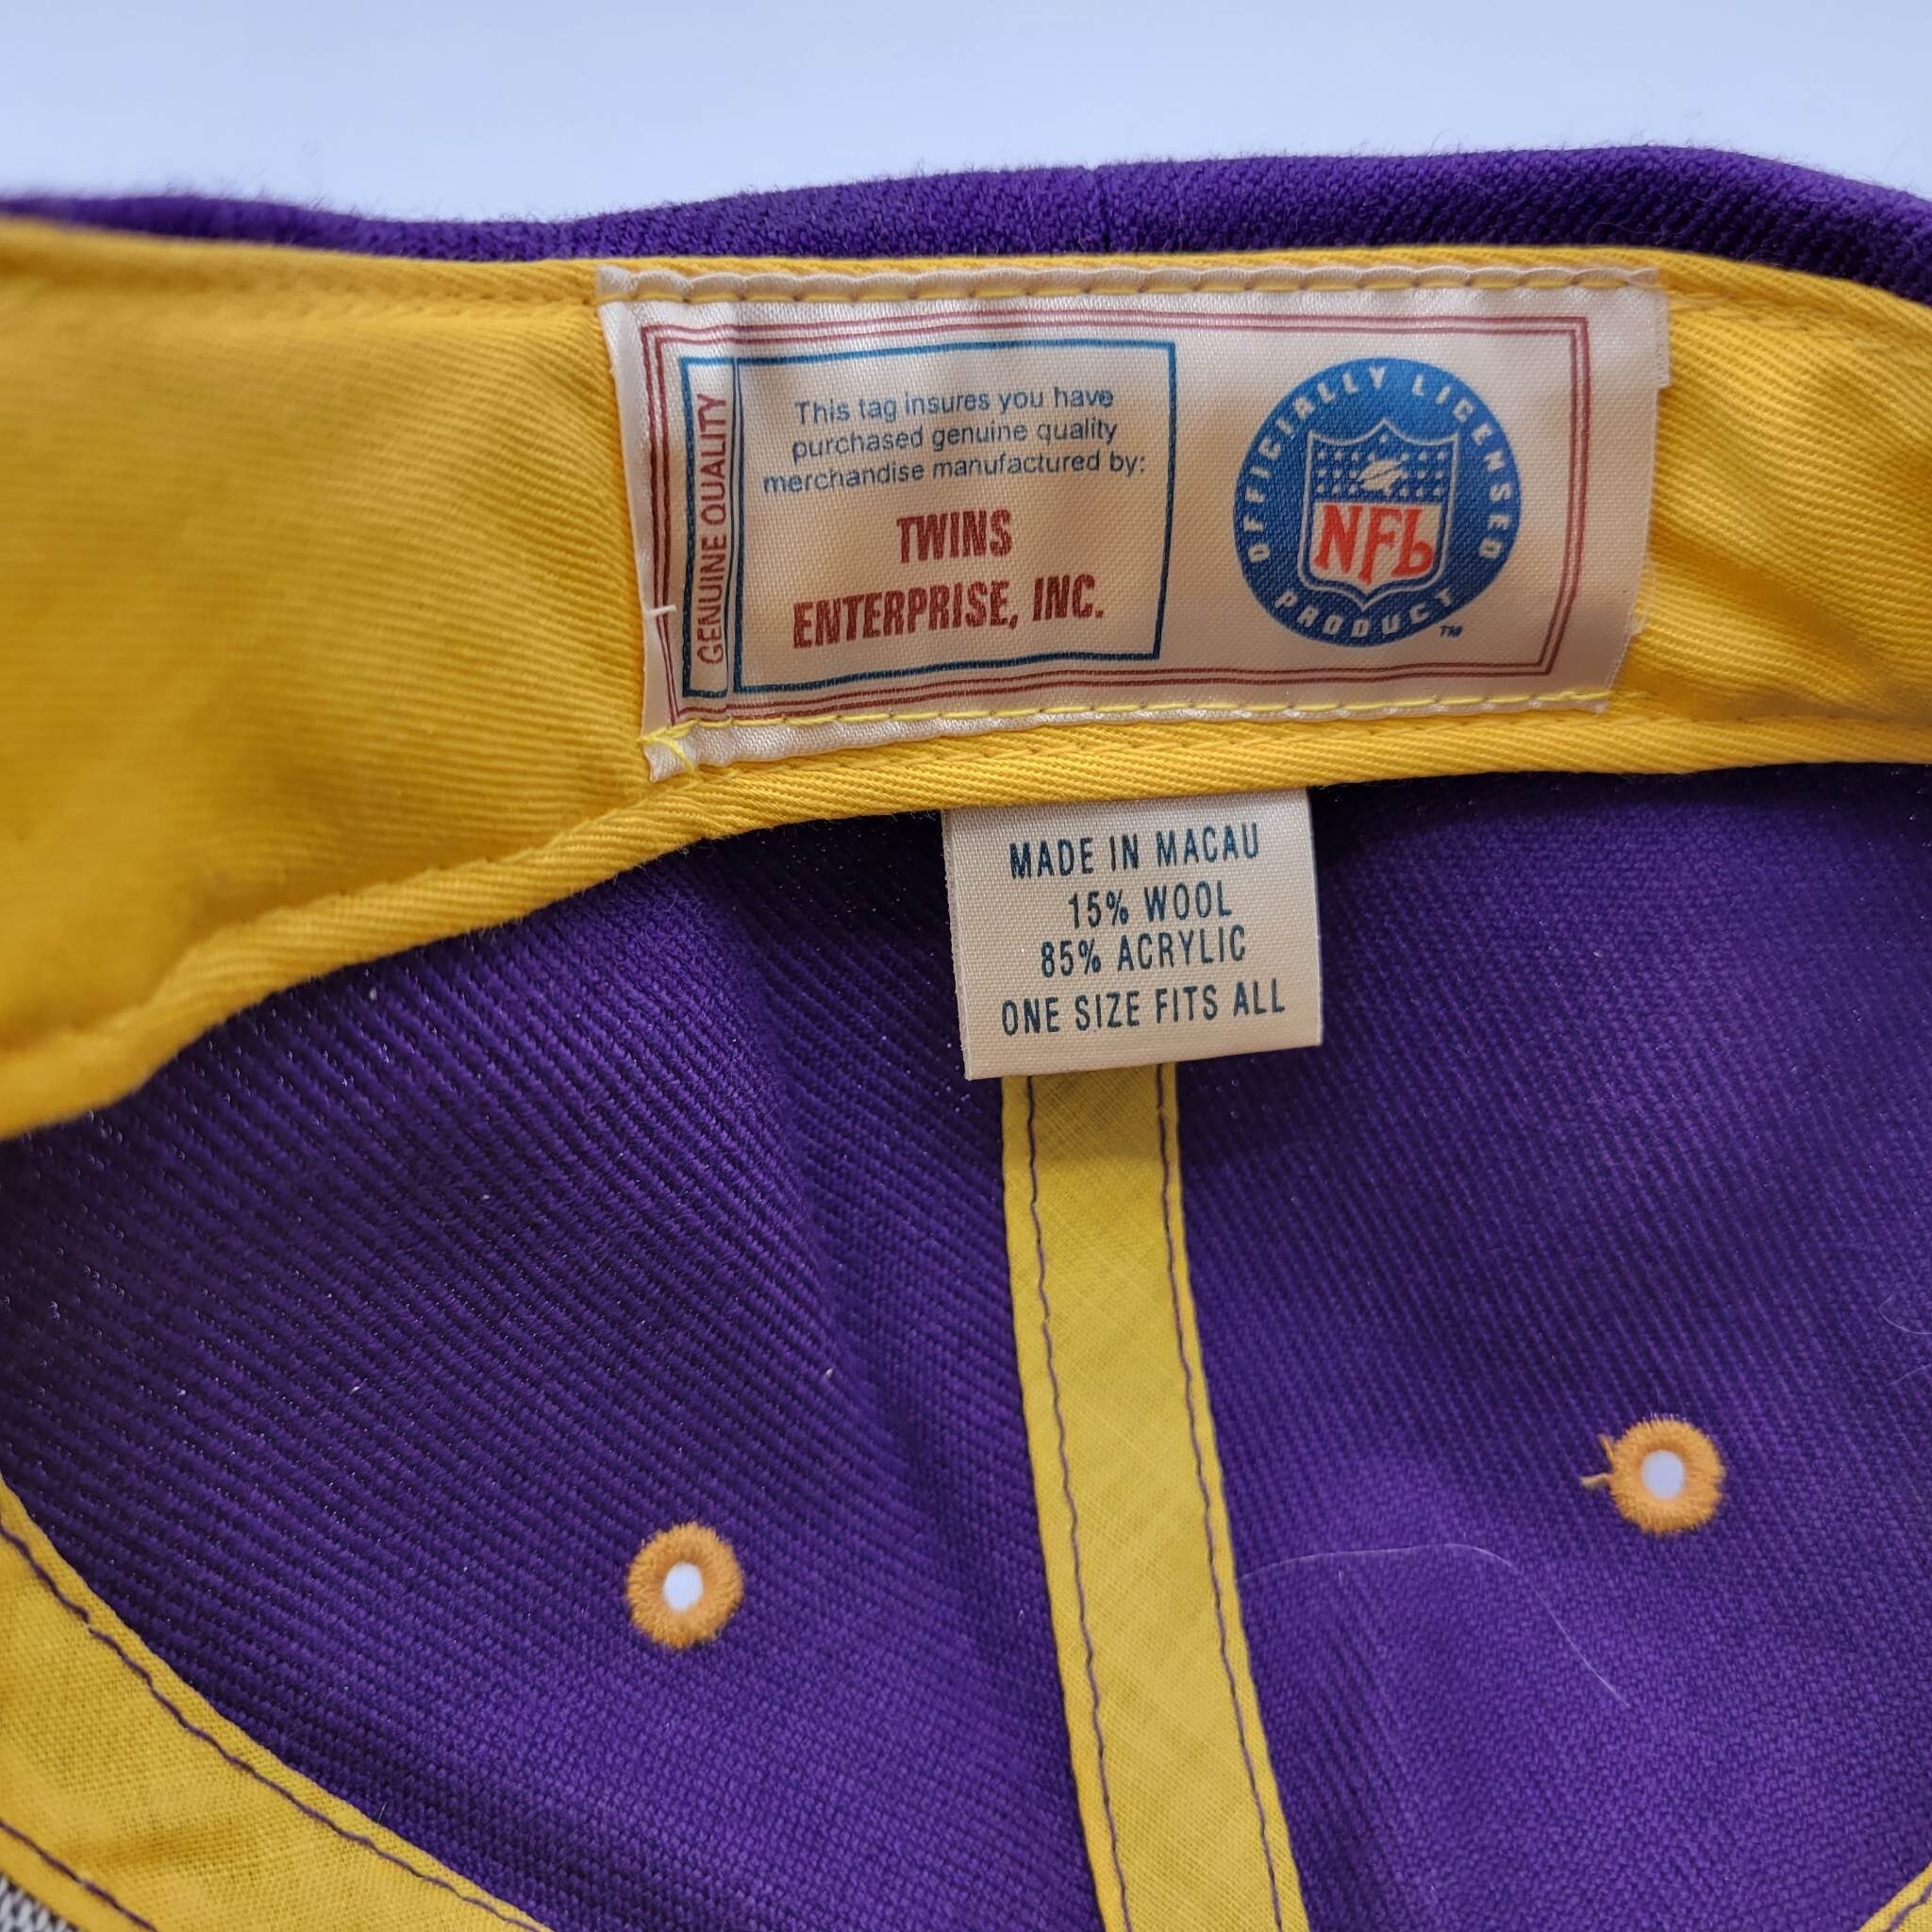 GENUINE QUALITY
This tag insures you have
purchased genuine quality
merchandise manufactured by:
TWINS
ENTERPRISE, INC.
OFFICIALLY LICENSED
NFL
PRODUCT
TM
MADE IN MACAU
15% WOOL
85% ACRYLIC
ONE SIZE FITS ALL